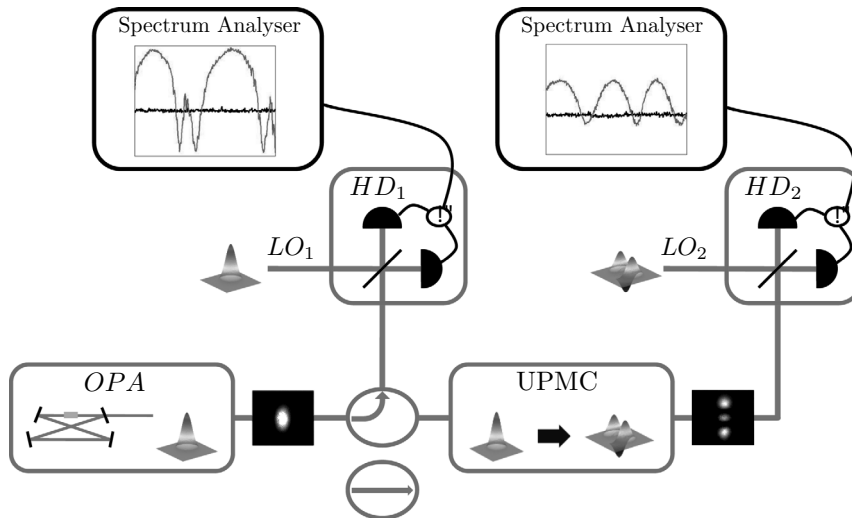 Spectrum Analyser
Spectrum Analyser
HD1
HD2
LO1
LO2
OPA
UPMC